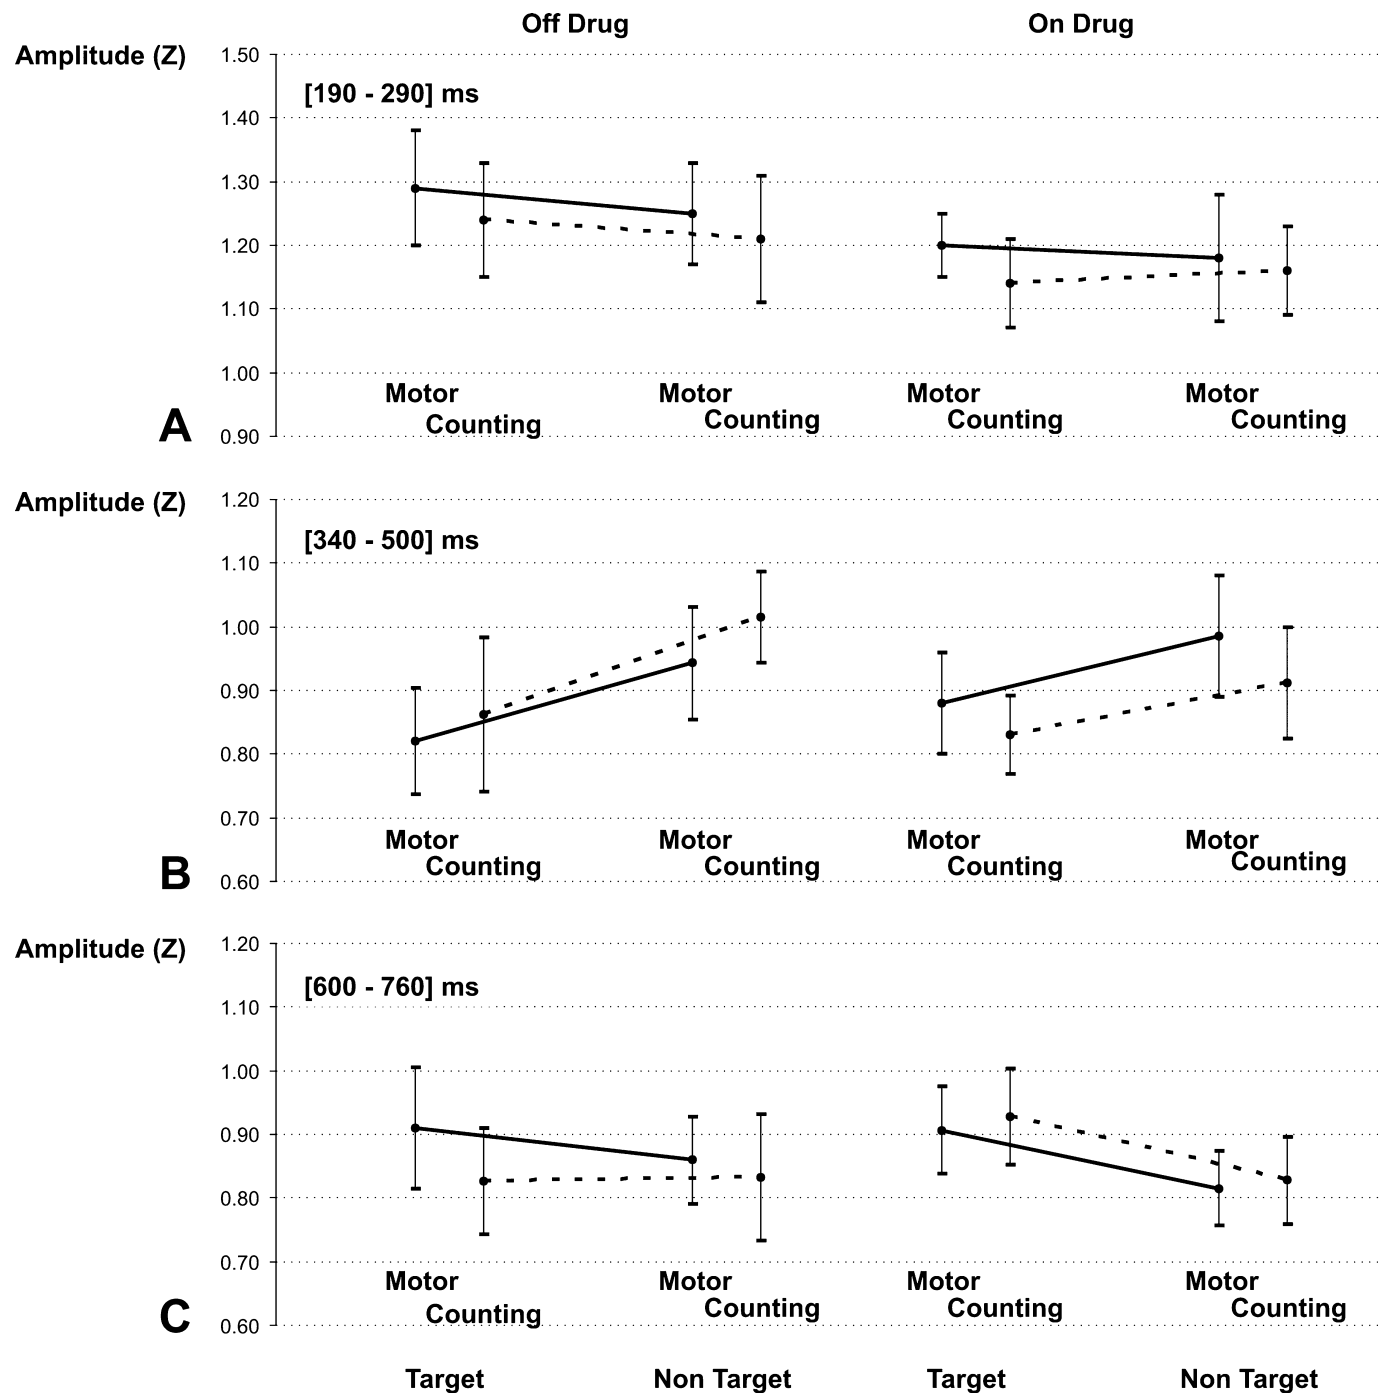 Off Drug On Drug
Amplitude (Z)
1.50
[190 - 290] ms
1.40
1.30
1.20
1.10
1.00
Motor Motor Motor Motor
Counting Counting Counting Counting
A
0.90
Amplitude (Z)
1.20
[340 - 500] ms
1.10
1.00
0.90
0.80
0.70
Motor Motor Motor Motor
Counting Counting Counting Counting
B
0.60
Amplitude (Z)
1.20
[600 - 760] ms
1.10
1.00
0.90
0.80
0.70
Motor Motor Motor Motor
Counting Counting Counting Counting
C
0.60
Target Non Target Target Non Target